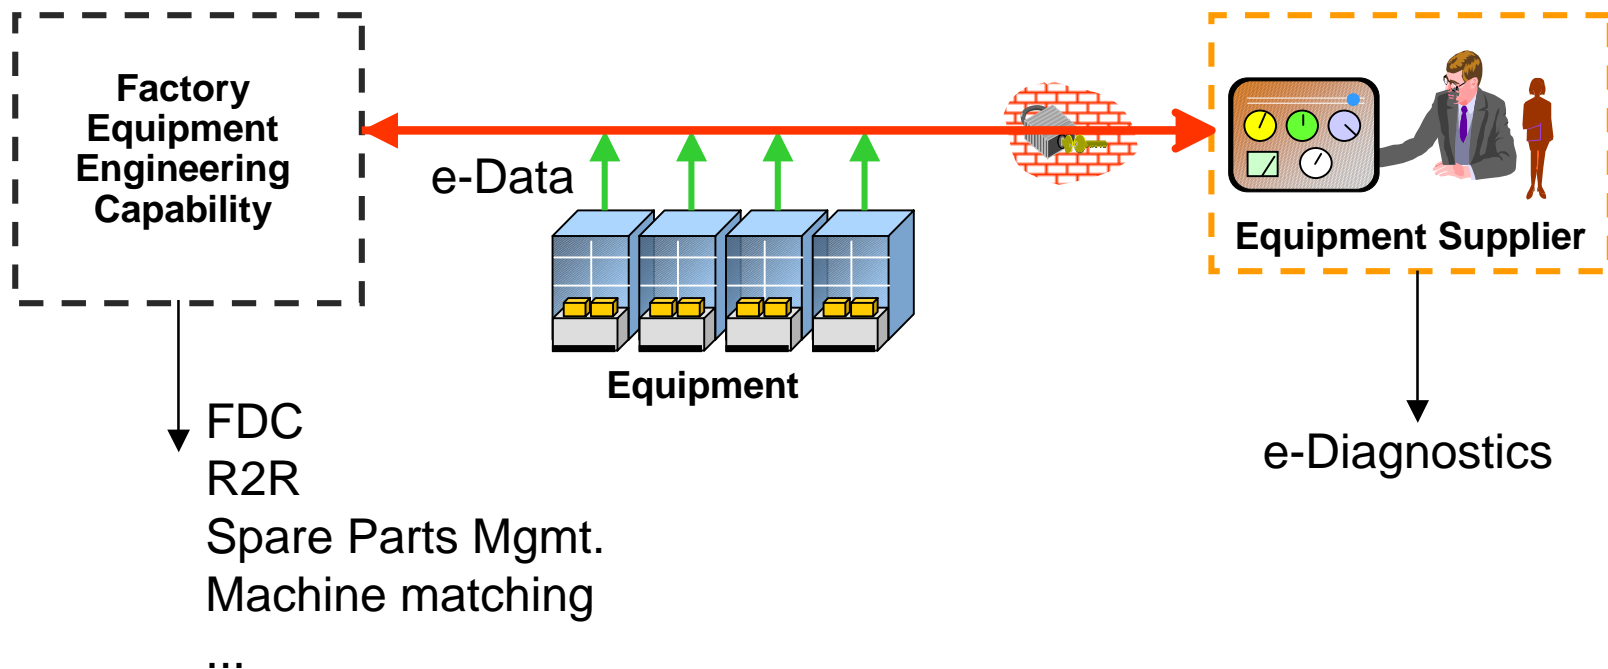 Factory
Equipment
Engineering
Capability
e-Data
Equipment
Equipment Supplier
FDC
R2R
Spare Parts Mgmt.
Machine matching
...
e-Diagnostics